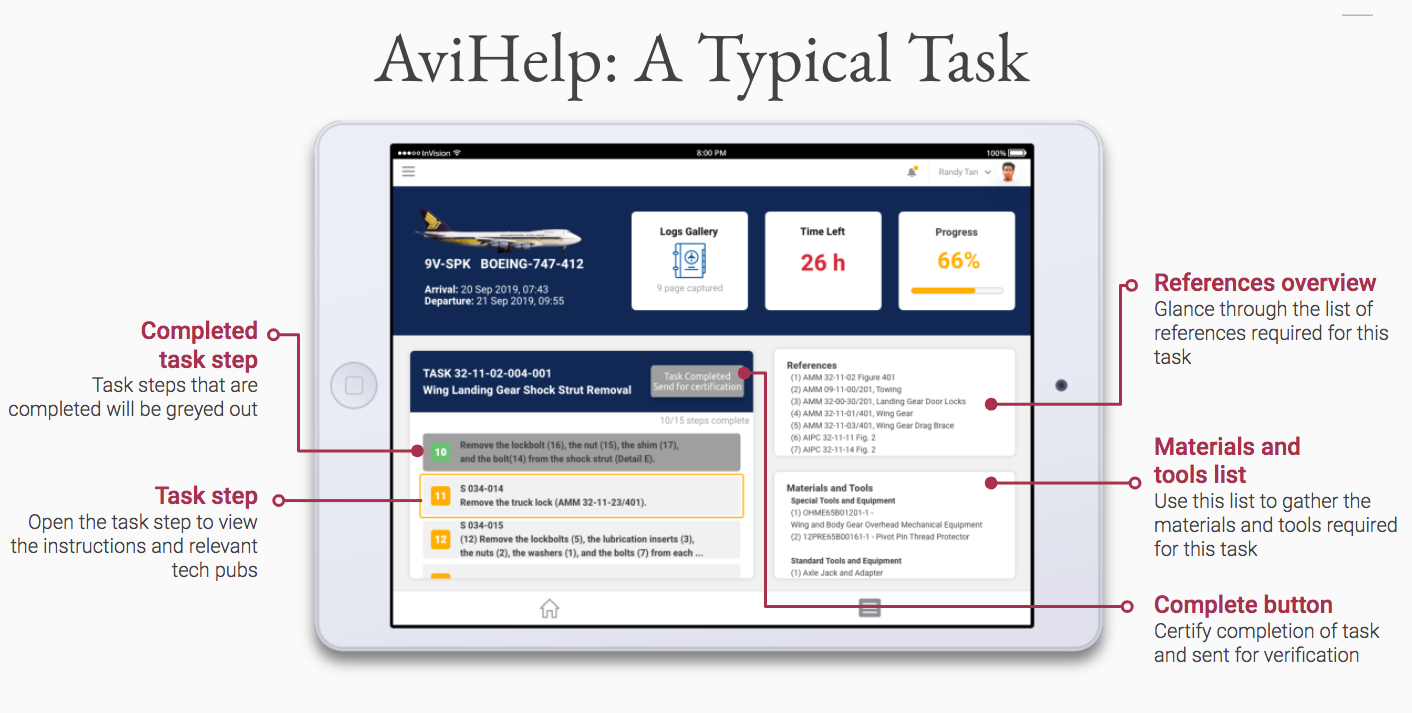 AviHelp: A Typical Task
InVision
8:00 PM
100%
Randy Tan
9V-SPK BOEING-747-412
Arrival: 20 Sep 2019, 07:43
Departure: 21 Sep 2019, 09:55
Logs Gallery
9 page captured
Time Left
26 h
Progress
66%
Completed
task step
Task steps that are
completed will be greyed out
Task step
Open the task step to view
the instructions and relevant
tech pubs
TASK 32-11-02-004-001
Wing Landing Gear Shock Strut Removal
Task Completed
Send for certification
10/15 steps complete
10
Remove the lockbolt (16), the nut (15), the shim (17),
and the bolt(14) from the shock strut (Detail E).
11
S 034-014
Remove the truck lock (AMM 32-11-23/401).
12
S 034-015
(12) Remove the lockbolts (5), the lubrication inserts (3),
the nuts (2), the washers (1), and the bolts (7) from each ...
References
(1) AMM 32-11-02 Figure 401
(2) AMM 09-11-00/201, Towing
(3) AMM 32-00-30/201, Landing Gear Door Locks
(4) AMM 32-11-01/401, Wing Gear
(5) AMM 32-11-03/401, Wing Gear Drag Brace
(6) AIPC 32-11-11 Fig. 2
(7) AIPC 32-11-14 Fig. 2
Materials and Tools
Special Tools and Equipment
(1) OHME65B01201-1 -
Wing and Body Gear Overhead Mechanical Equipment
(2) 12PRE65B00161-1 - Pivot Pin Thread Protector
Standard Tools and Equipment
(1) Axle Jack and Adapter
References overview
Glance through the list of
references required for this
task
Materials and
tools list
Use this list to gather the
materials and tools required
for this task
Complete button
Certify completion of task
and sent for verification